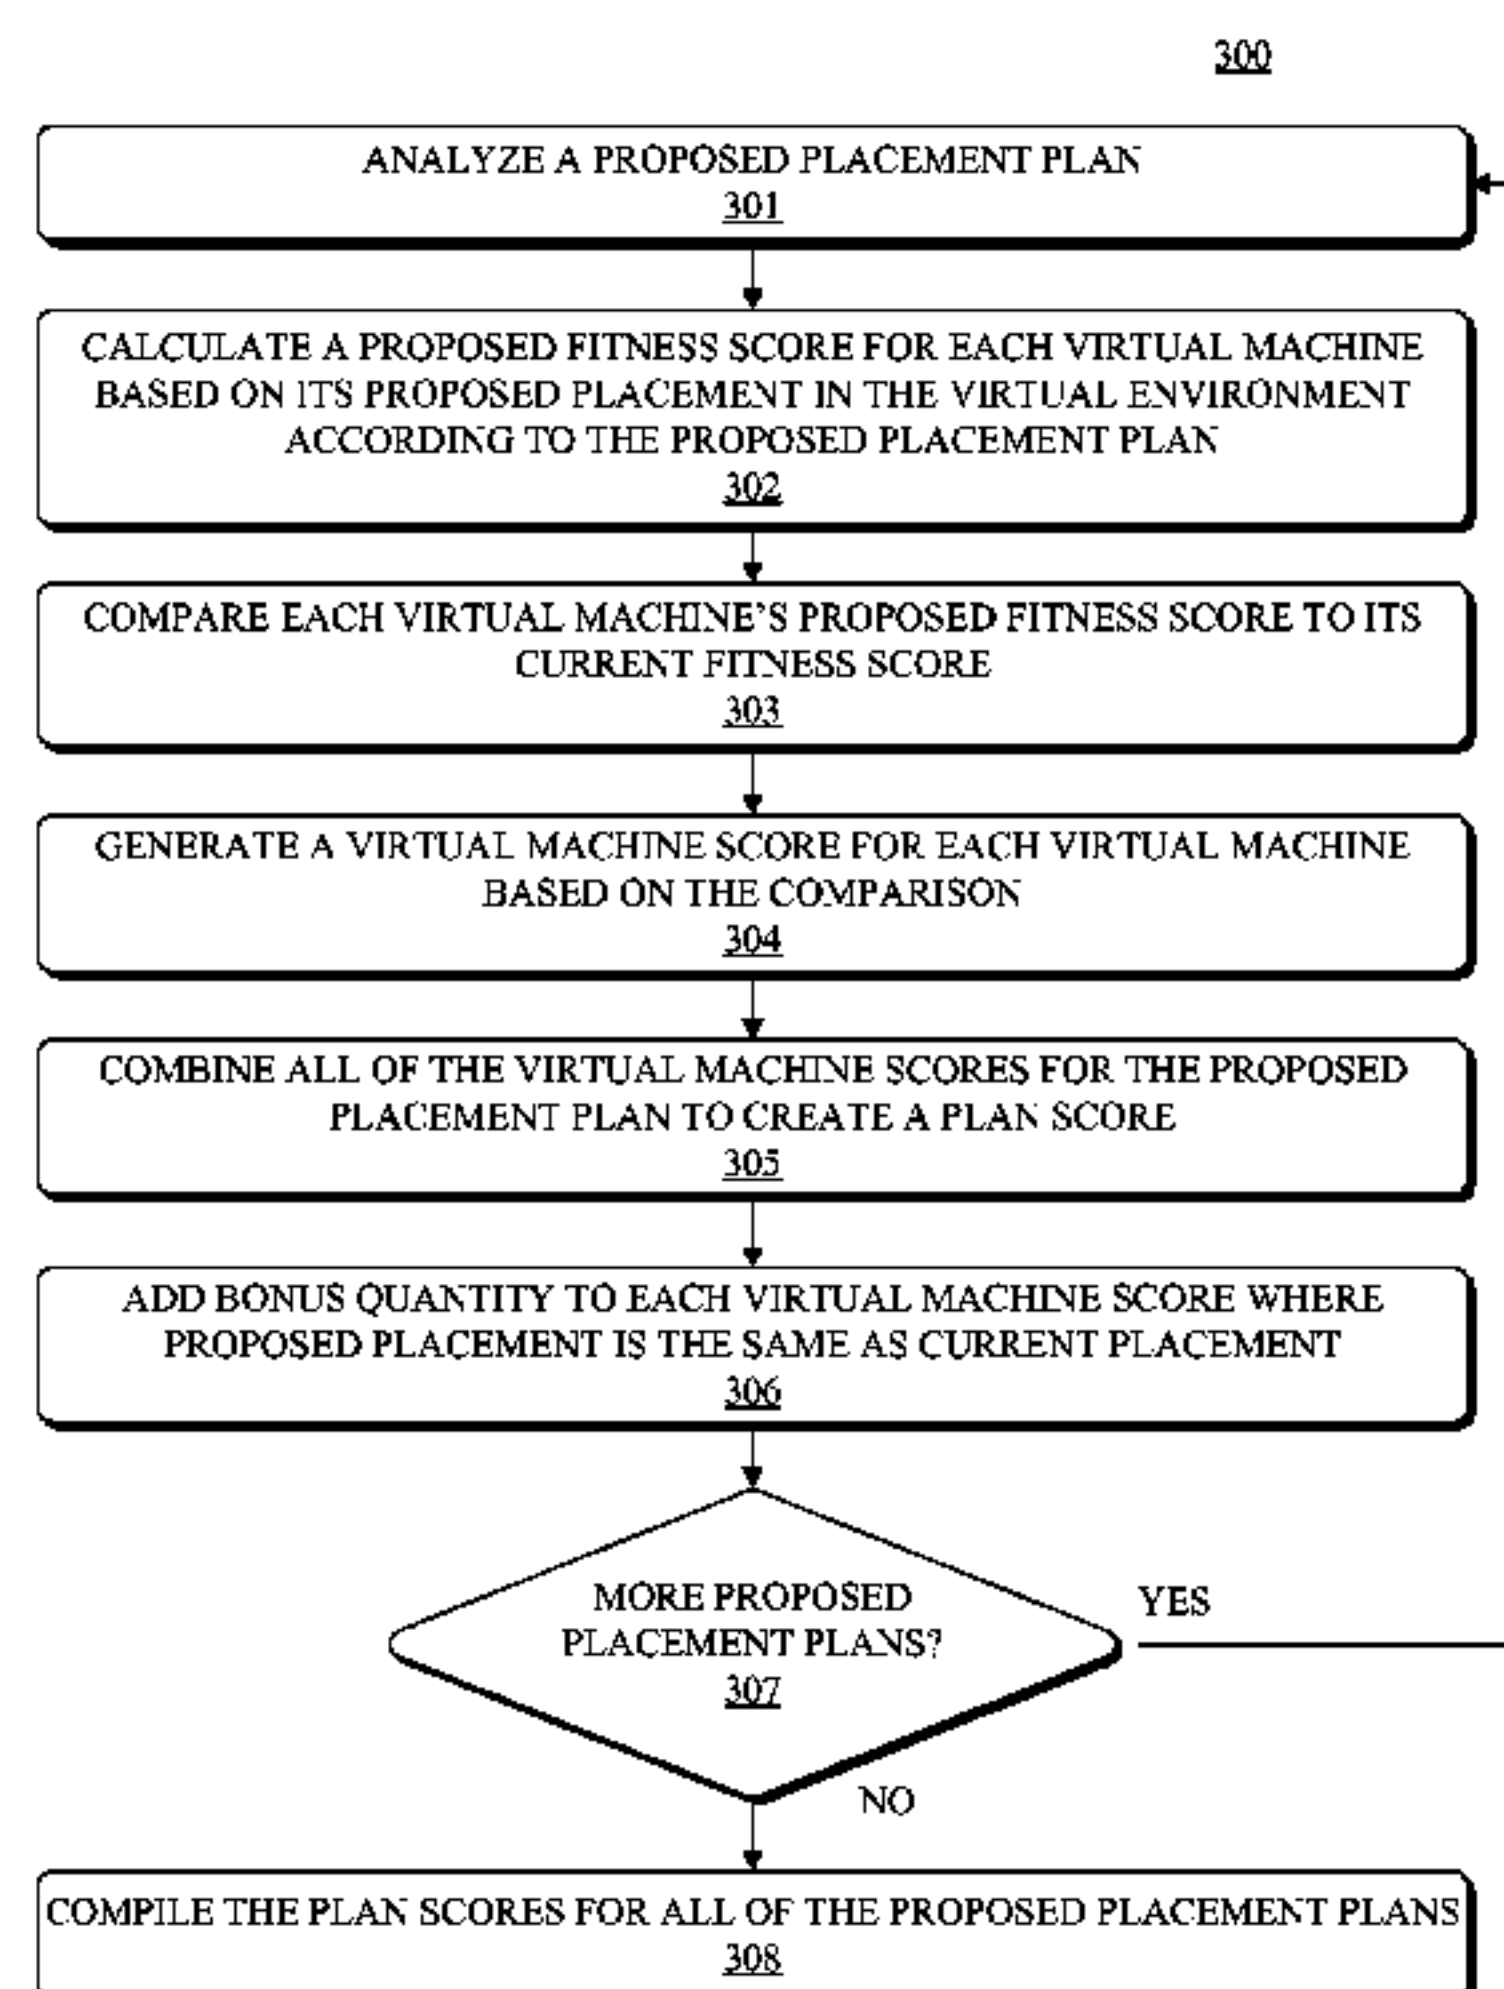 300
ANALYZE A PROPOSED PLACEMENT PLAN
301
CALCULATE A PROPOSED FITNESS SCORE FOR EACH VIRTUAL MACHINE
BASED ON ITS PROPOSED PLACEMENT IN THE VIRTUAL ENVIRONMENT
ACCORDING TO THE PROPOSED PLACEMENT PLAN
302
COMPARE EACH VIRTUAL MACHINE'S PROPOSED FITNESS SCORE TO ITS
CURRENT FITNESS SCORE
303
GENERATE A VIRTUAL MACHINE SCORE FOR EACH VIRTUAL MACHINE
BASED ON THE COMPARISON
304
COMBINE ALL OF THE VIRTUAL MACHINE SCORES FOR THE PROPOSED
PLACEMENT PLAN TO CREATE A PLAN SCORE
305
ADD BONUS QUANTITY TO EACH VIRTUAL MACHINE SCORE WHERE
PROPOSED PLACEMENT IS THE SAME AS CURRENT PLACEMENT
306
MORE PROPOSED
PLACEMENT PLANS?
307
YES
NO
COMPILE THE PLAN SCORES FOR ALL OF THE PROPOSED PLACEMENT PLANS
308